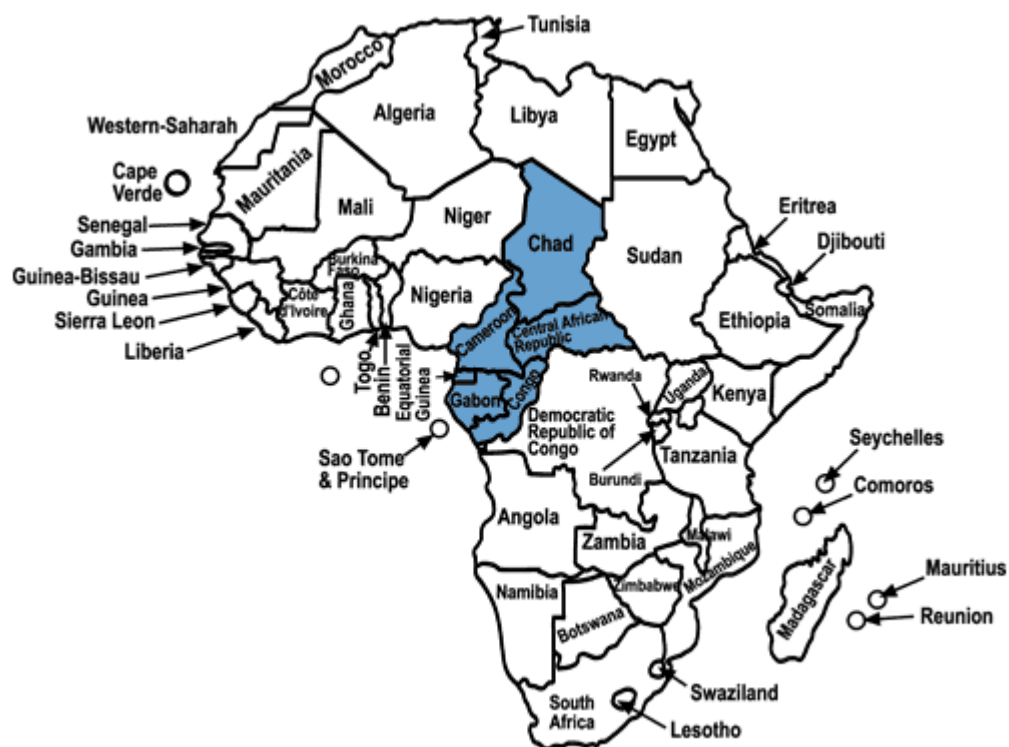 Tunisia
Morocco
Algeria
Libya
Egypt
Western-Saharah
Cape
Verde
Mauritania
Mali
Niger
Chad
Sudan
Eritrea
Djibouti
Senegal
Gambia
Guinea-Bissau
Guinea
Sierra Leon
Liberia
Burkina
Faso
Côte
d'Ivoire
Ghana
Togo
Benin
Nigeria
Cameroon
Central African
Republic
Ethiopia
Somalia
Equatorial
Guinea
Gabon
Congo
Democratic
Republic of
Congo
Rwanda
Uganda
Kenya
Burundi
Tanzania
Sao Tome
& Principe
Seychelles
Comoros
Angola
Zambia
Malawi
Mozambique
Madagascar
Mauritius
Reunion
Namibia
Zimbabwe
Botswana
Swaziland
South
Africa
Lesotho